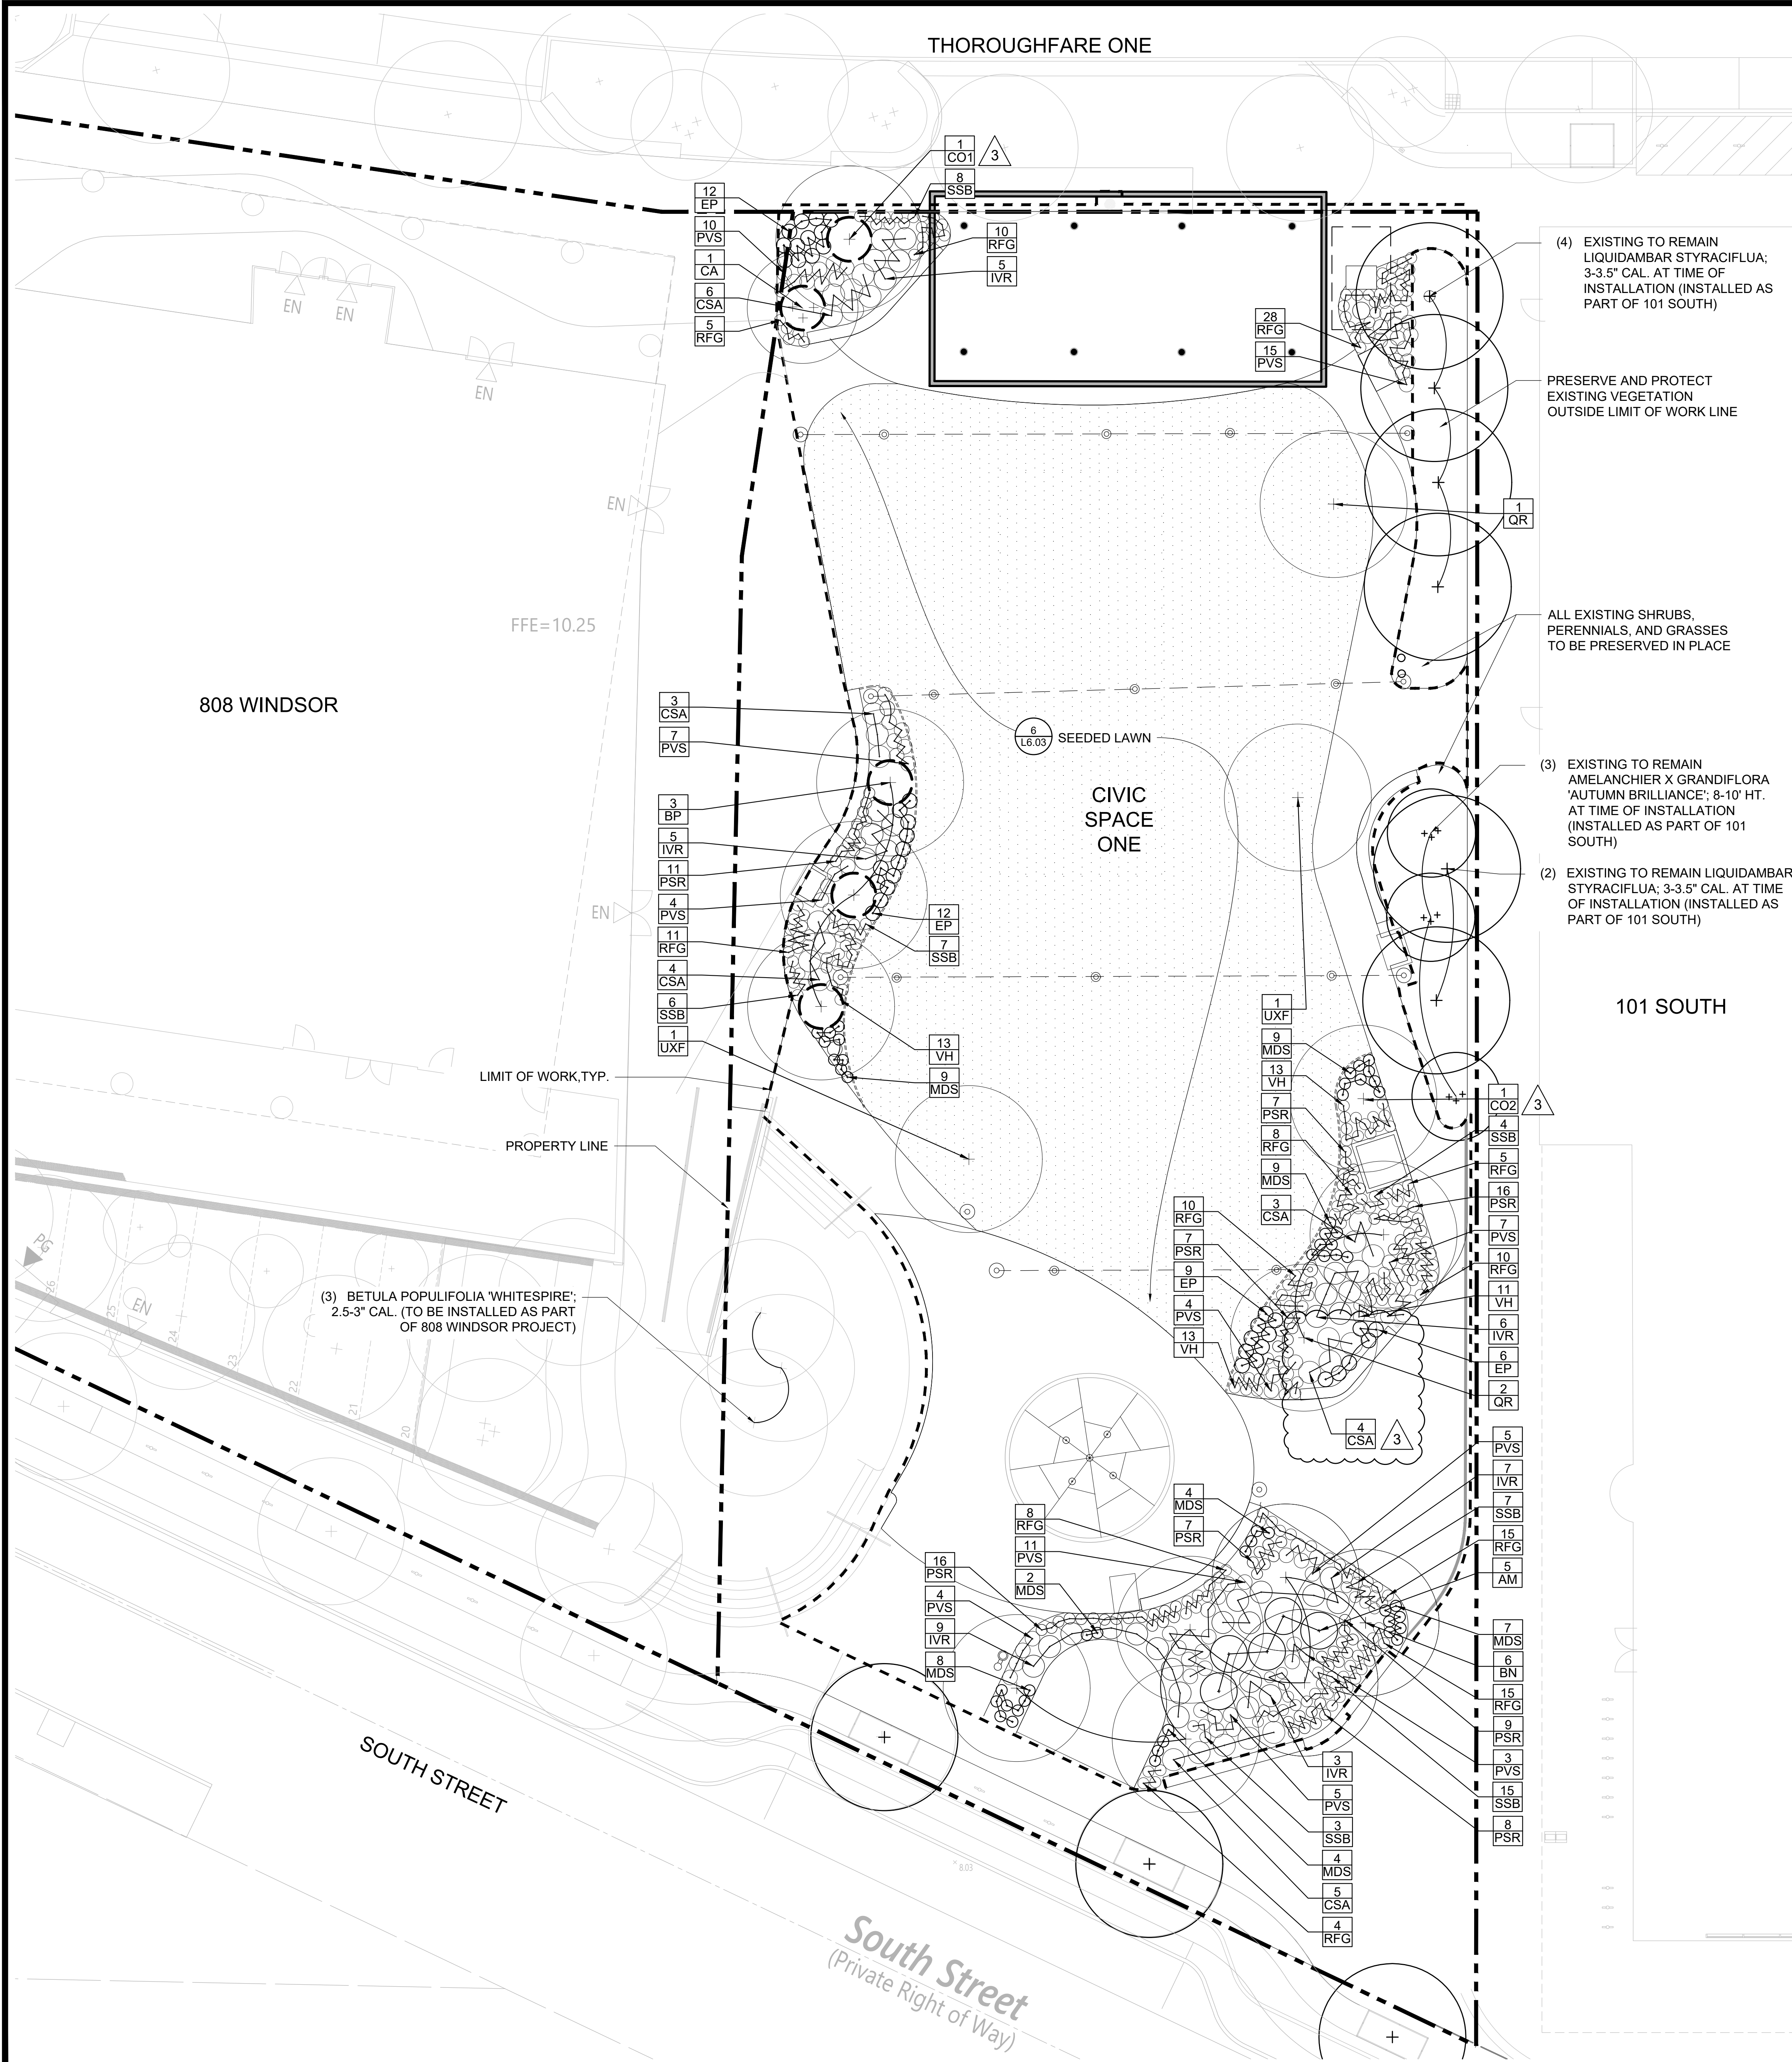 THOROUGHFARE ONE
1
CO1
3
8
SSB
12
EP
10
PVS
1
CA
6
CSA
5
RFG
10
RFG
5
IVR
28
RFG
15
PVS
(4) EXISTING TO REMAIN
LIQUIDAMBAR STYRACIFLUA;
3-3.5" CAL. AT TIME OF
INSTALLATION (INSTALLED AS
PART OF 101 SOUTH)
PRESERVE AND PROTECT
EXISTING VEGETATION
OUTSIDE LIMIT OF WORK LINE
1
QR
EN
EN
EN
EN
FFE=10.25
808 WINDSOR
ALL EXISTING SHRUBS,
PERENNIALS, AND GRASSES
TO BE PRESERVED IN PLACE
3
CSA
7
PVS
3
BP
5
IVR
11
PSR
4
PVS
11
RFG
4
CSA
6
SSB
1
UXF
EN
6
L6.03
SEEDED LAWN
CIVIC
SPACE
ONE
12
EP
7
SSB
13
VH
9
MDS
(3) EXISTING TO REMAIN
AMELANCHIER X GRANDIFLORA
'AUTUMN BRILLIANCE'; 8-10' HT.
AT TIME OF INSTALLATION
(INSTALLED AS PART OF 101
SOUTH)
(2) EXISTING TO REMAIN LIQUIDAMBAR
STYRACIFLUA; 3-3.5" CAL. AT TIME
OF INSTALLATION (INSTALLED AS
PART OF 101 SOUTH)
101 SOUTH
LIMIT OF WORK,TYP.
PROPERTY LINE
1
UXF
9
MDS
13
VH
7
PSR
8
RFG
9
MDS
3
CSA
10
RFG
7
PSR
9
EP
4
PVS
13
VH
1
CO2
3
4
SSB
5
RFG
16
PSR
7
PVS
10
RFG
11
VH
6
IVR
6
EP
2
QR
4
CSA
3
PG
26
25
24
23
22
21
20
EN
(3) BETULA POPULIFOLIA 'WHITESPIRE';
2.5-3" CAL. (TO BE INSTALLED AS PART
OF 808 WINDSOR PROJECT)
5
PVS
7
IVR
7
SSB
15
RFG
5
AM
4
MDS
7
PSR
8
RFG
11
PVS
2
MDS
16
PSR
4
PVS
9
IVR
8
MDS
7
MDS
6
BN
15
RFG
9
PSR
3
PVS
15
SSB
8
PSR
3
IVR
5
PVS
3
SSB
4
MDS
5
CSA
4
RFG
SOUTH STREET
8.03
South Street
(Private Right of Way)